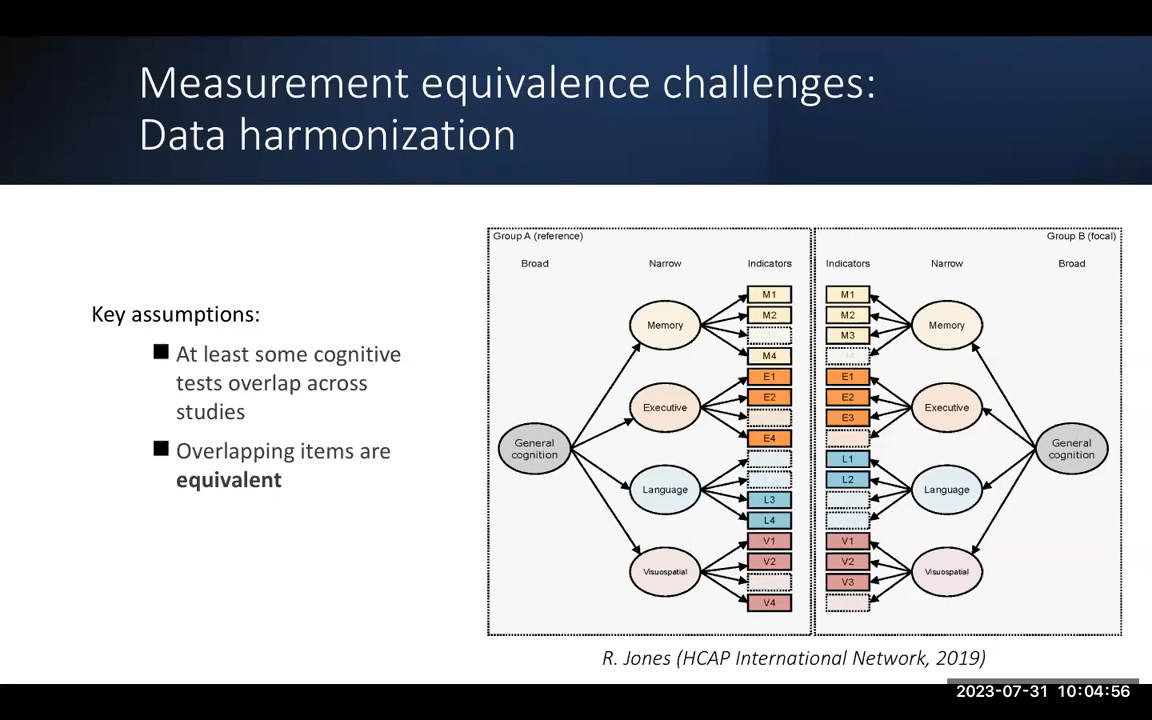 Measurement equivalence challenges:
Data harmonization
Key assumptions:
At least some cognitive
tests overlap across
studies
Overlapping items are
equivalent
Group A (reference)
Broad
Narrow
Indicators
General
cognition
Memory
Executive
Language
Visuospatial
M1
M2
M4
E1
E2
E4
L3
L4
V1
V2
V4
Group B (focal)
Indicators
Narrow
Broad
M1
M2
M3
E1
E2
E3
L1
L2
V1
V2
V3
Memory
Executive
Language
Visuospatial
General
cognition
R. Jones (HCAP International Network, 2019)
2023-07-31 10:04:56